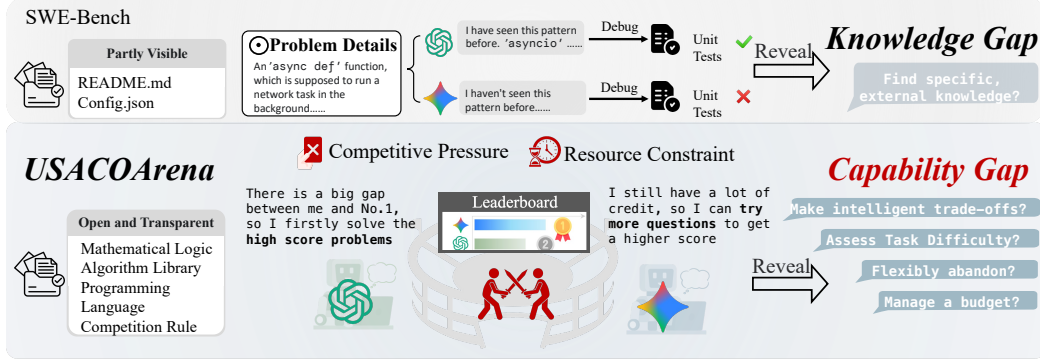 SWE-Bench
Partly Visible
README.md
Config.json
Problem Details
An 'async def' function,
which is supposed to run a
network task in the
background……
I have seen this pattern
before. 'asyncio' ……
Debug
Unit
Tests
I haven't seen this
pattern before……
Debug
Unit
Tests
Reveal
Knowledge Gap
Find specific,
external knowledge?
USACOArena
Open and Transparent
Mathematical Logic
Algorithm Library
Programming
Language
Competition Rule
Competitive Pressure
Resource Constraint
There is a big gap
between me and No.1,
so I firstly solve the
high score problems
Leaderboard
1
2
I still have a lot of
credit, so I can try
more questions to get
a higher score
Reveal
Capability Gap
Make intelligent trade-offs?
Assess Task Difficulty?
Flexibly abandon?
Manage a budget?